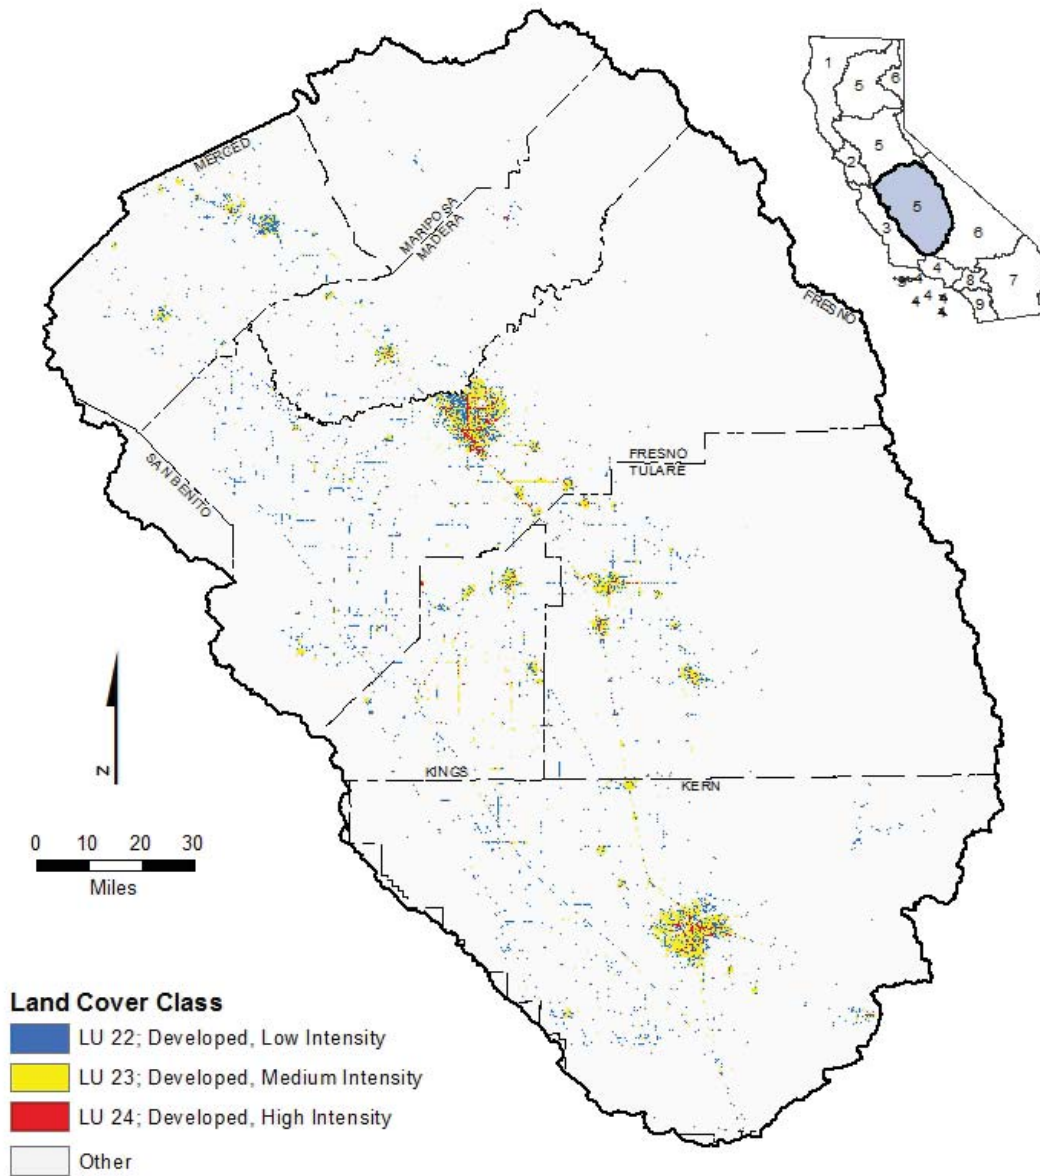 MERGED
MARIPOSA
MADERA
SAN BENITO
FRESNO
FRESNO
TULARE
KINGS
KERN
1
5
6
5
2
5
3
6
4
8
7
4
4
9
4
N
0 10 20 30
Miles
Land Cover Class
LU 22; Developed, Low Intensity
LU 23; Developed, Medium Intensity
LU 24; Developed, High Intensity
Other